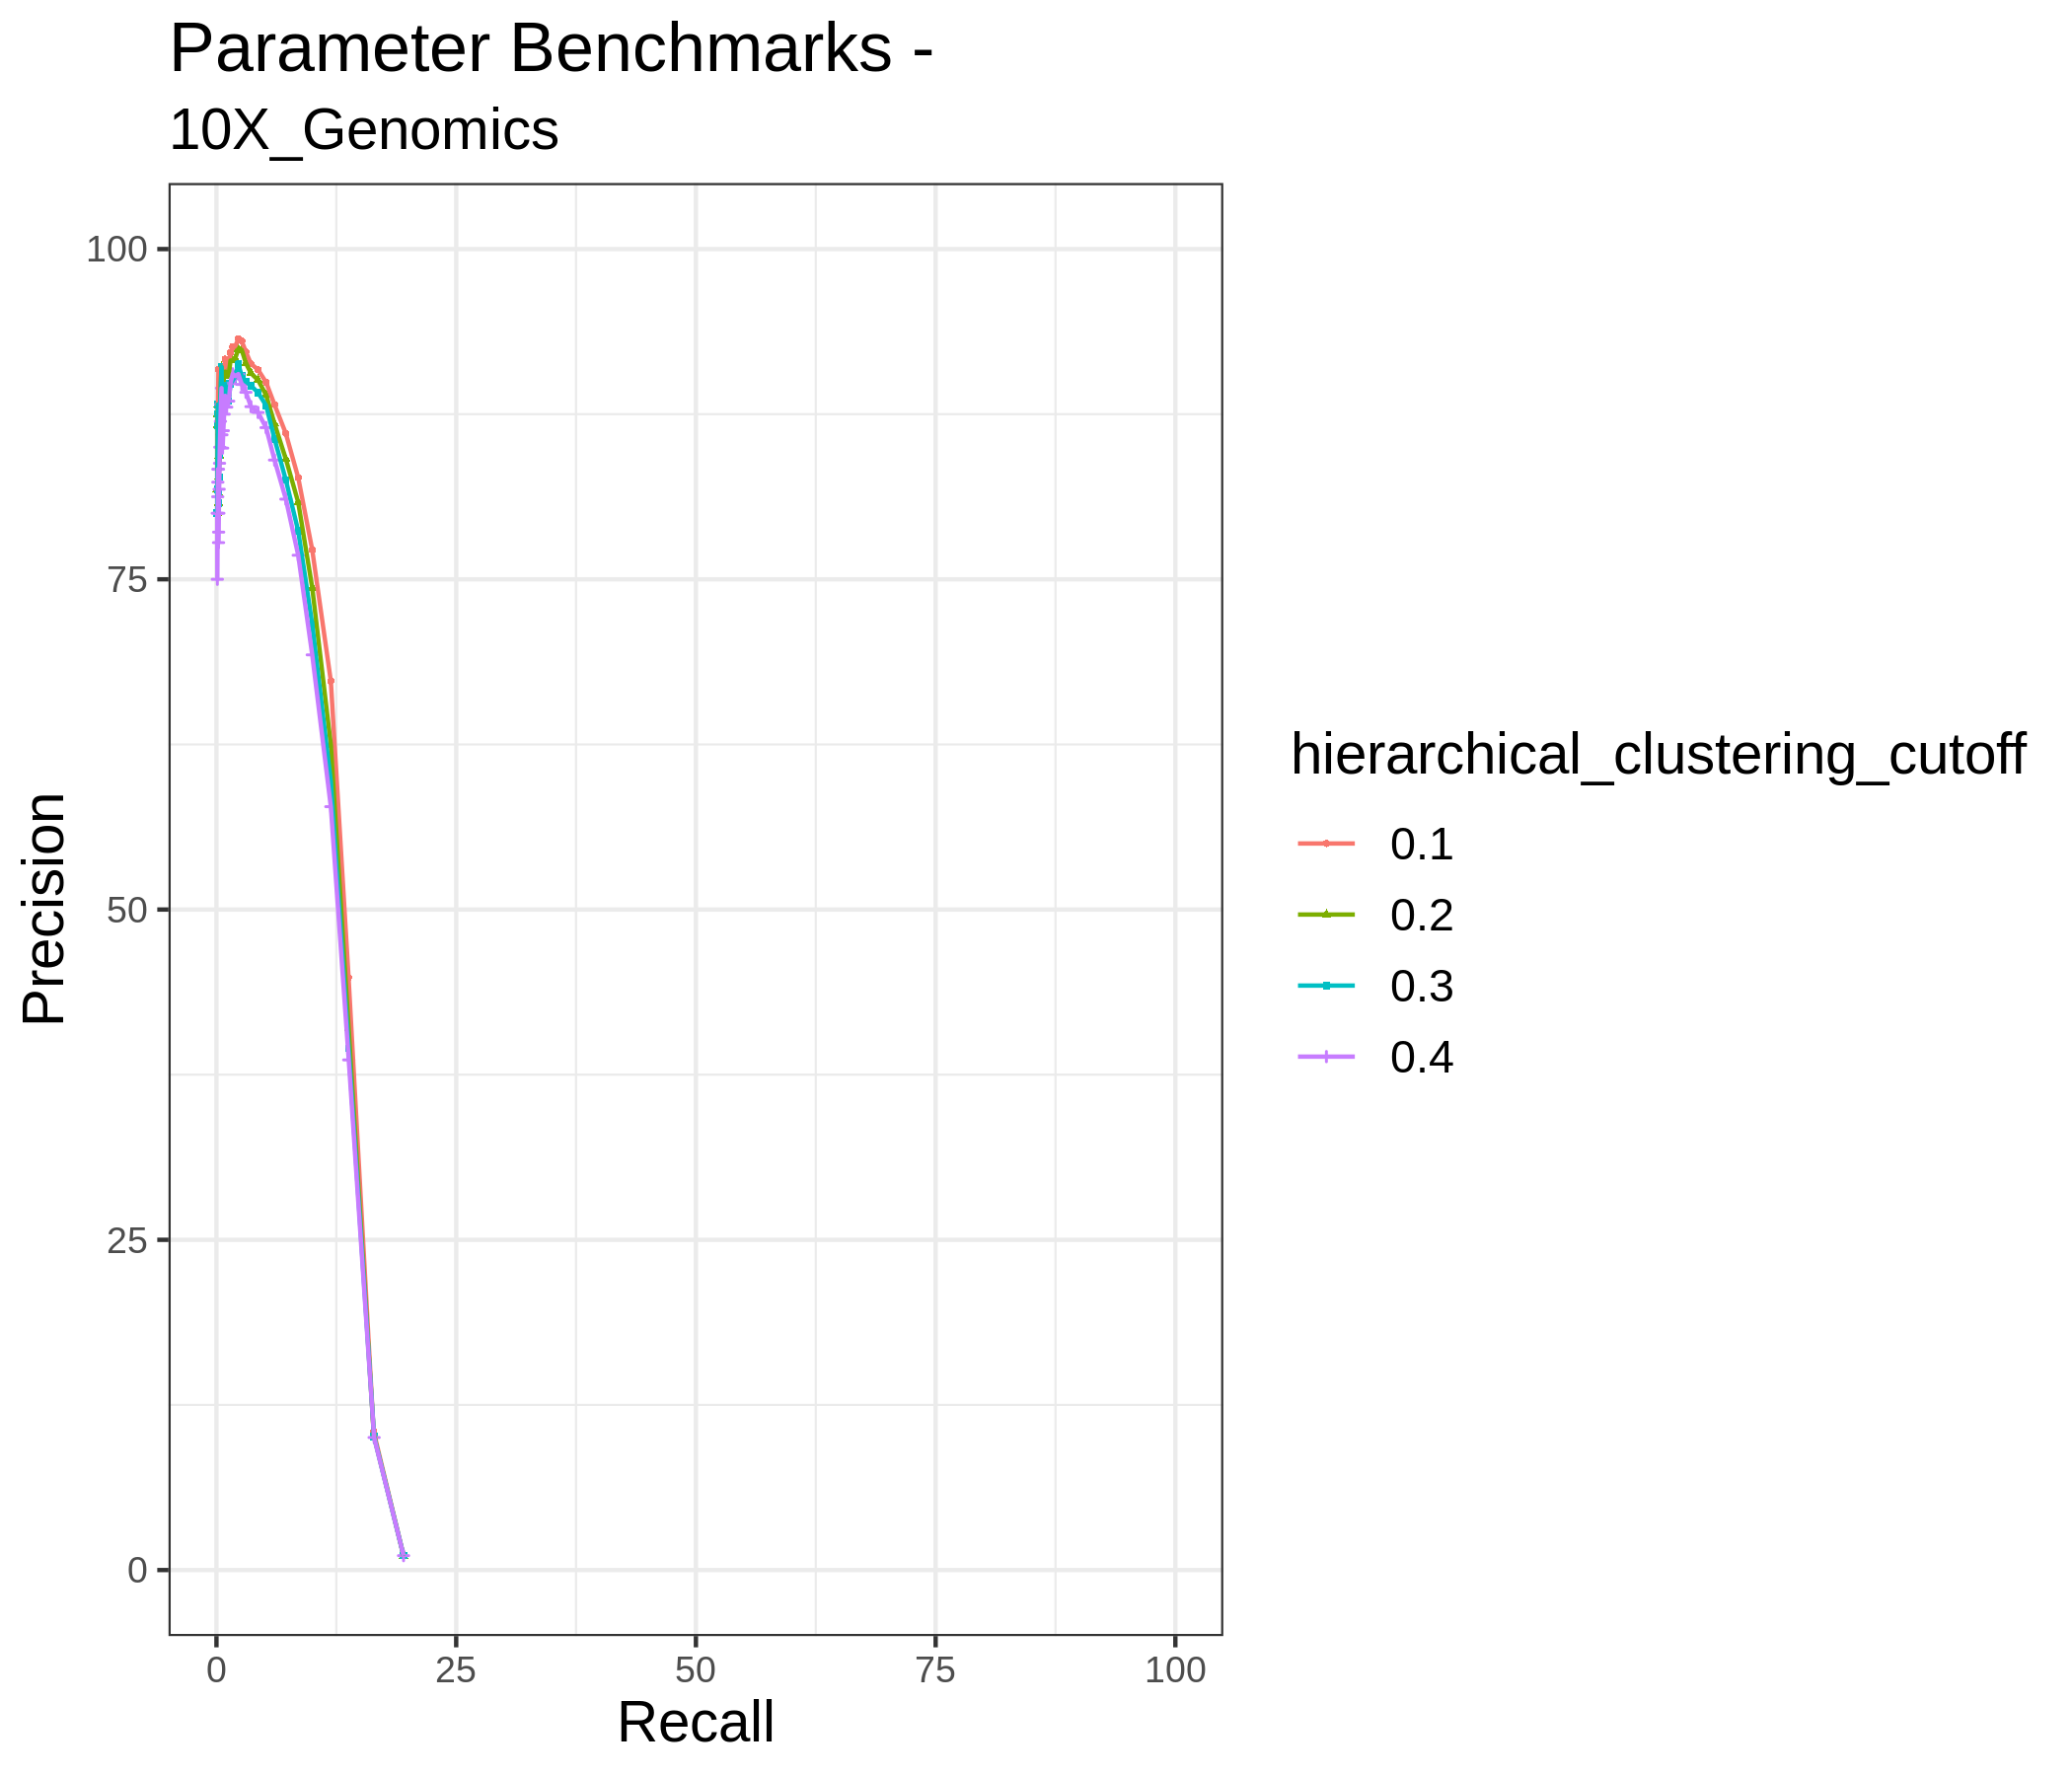 Parameter Benchmarks -
10X_Genomics
100
75
50
25
0
Precision
0 25 50 75 100
Recall
hierarchical_clustering_cutoff
0.1
0.2
0.3
0.4